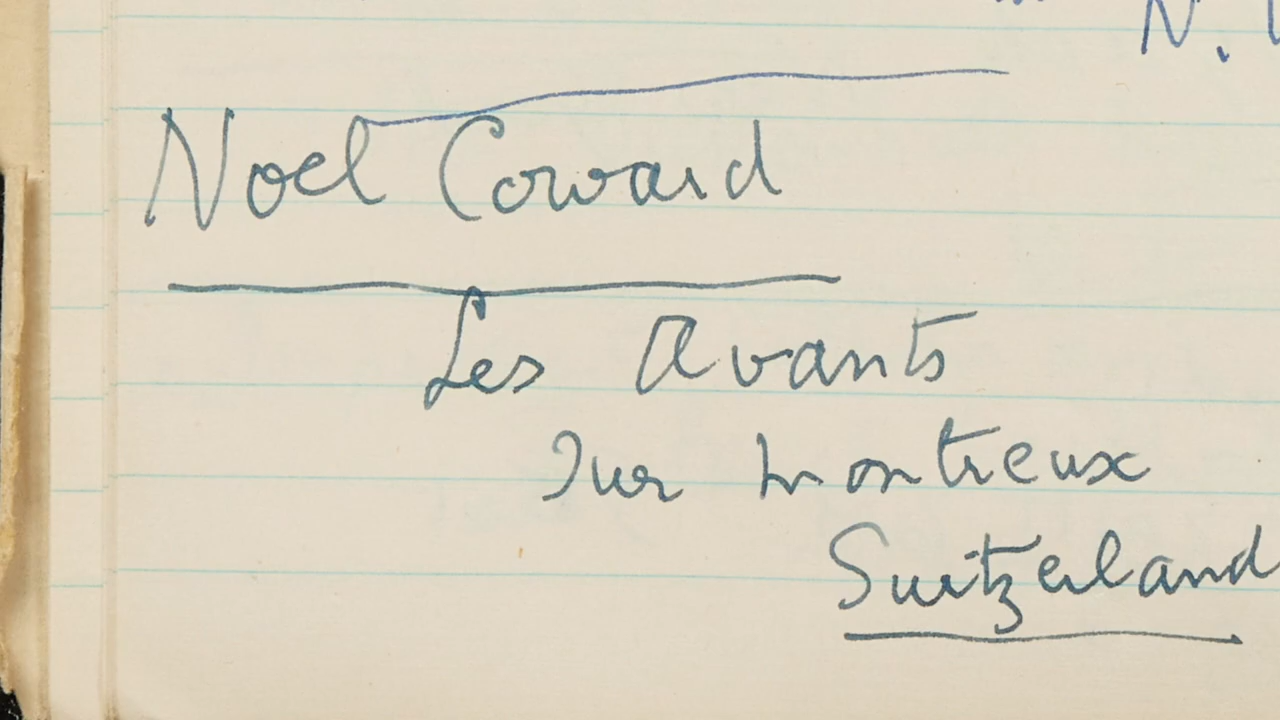 N.
Noel Coward
Les Avants
Sur Montreux
Switzerland